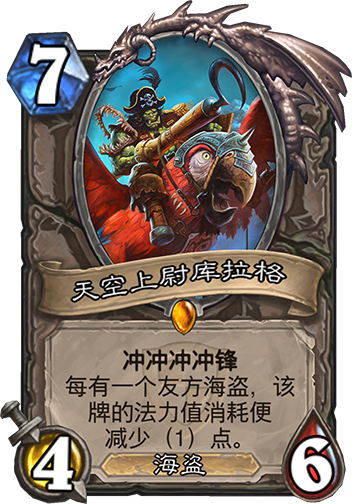 7
天空上尉库拉格
冲冲冲冲锋
每有一个友方海盗，该
牌的法力值消耗便
减少（1）点。
4
海盗
6